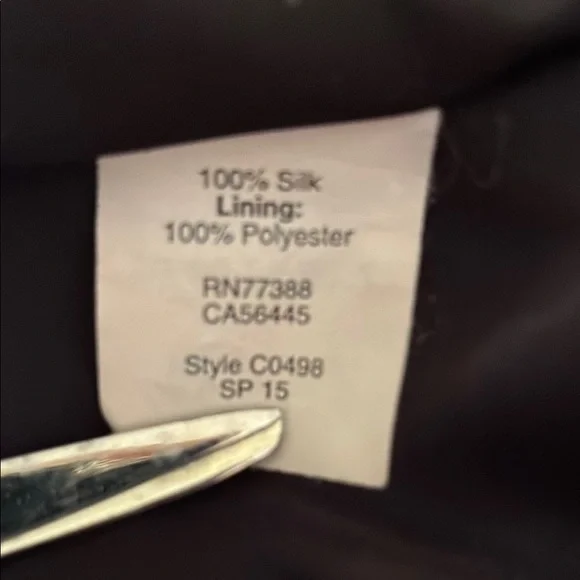 100% Silk
Lining:
100% Polyester
RN77388
CA56445
Style C0498
SP 15